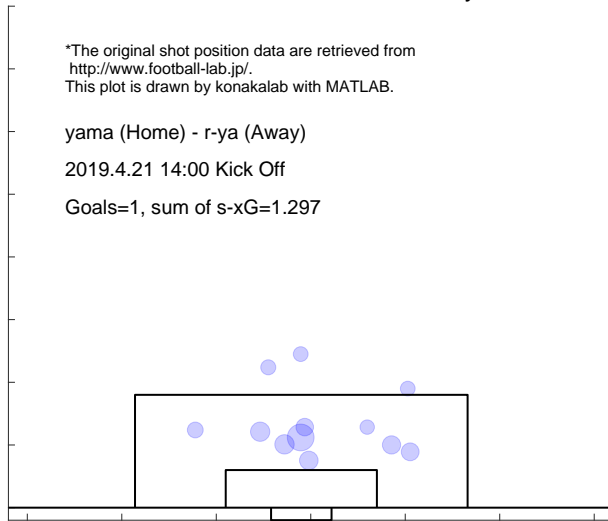 *The original shot position data are retrieved from
http://www.football-lab.jp/.
This plot is drawn by konakalab with MATLAB.
yama (Home) - r-ya (Away)
2019.4.21 14:00 Kick Off
Goals=1, sum of s-xG=1.297